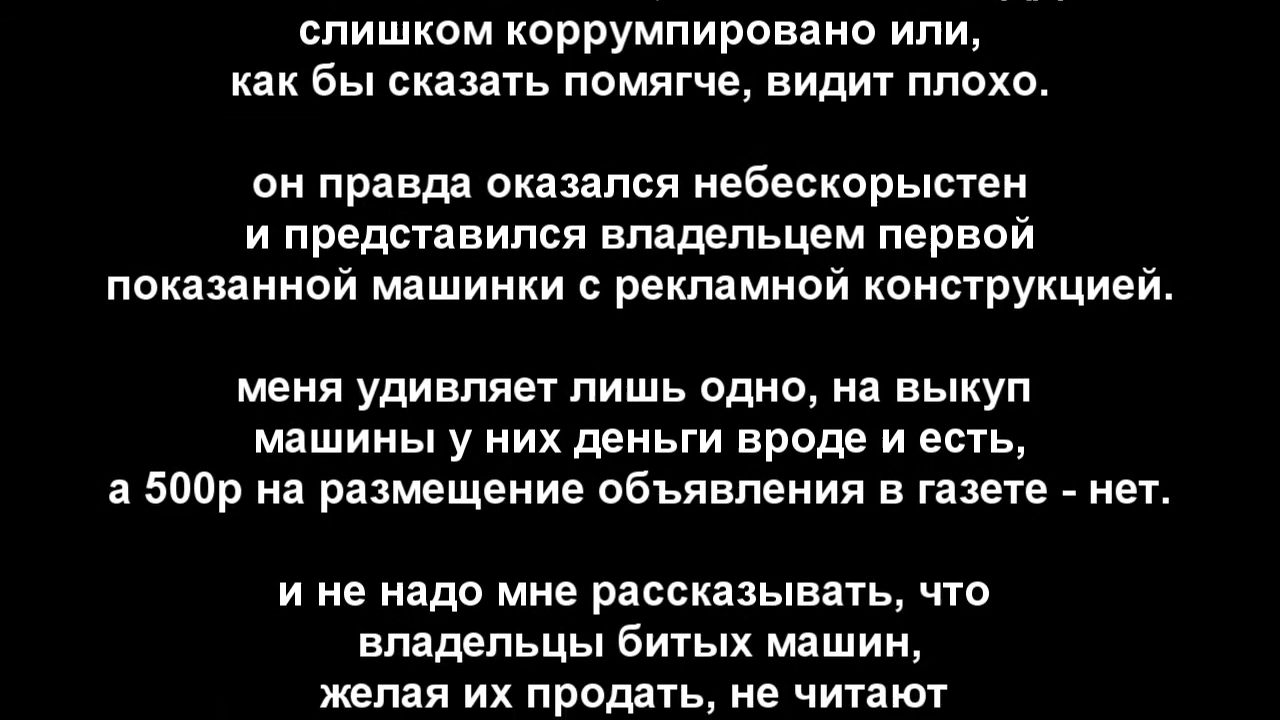 слишком коррумпировано или,
как бы сказать помягче, видит плохо.
он правда оказался небескорыстен
и представился владельцем первой
показанной машинки с рекламной конструкцией.
меня удивляет лишь одно, на выкуп
машины у них деньги вроде и есть,
а 500р на размещение объявления в газете - нет.
и не надо мне рассказывать, что
владельцы битых машин,
желая их продать, не читают